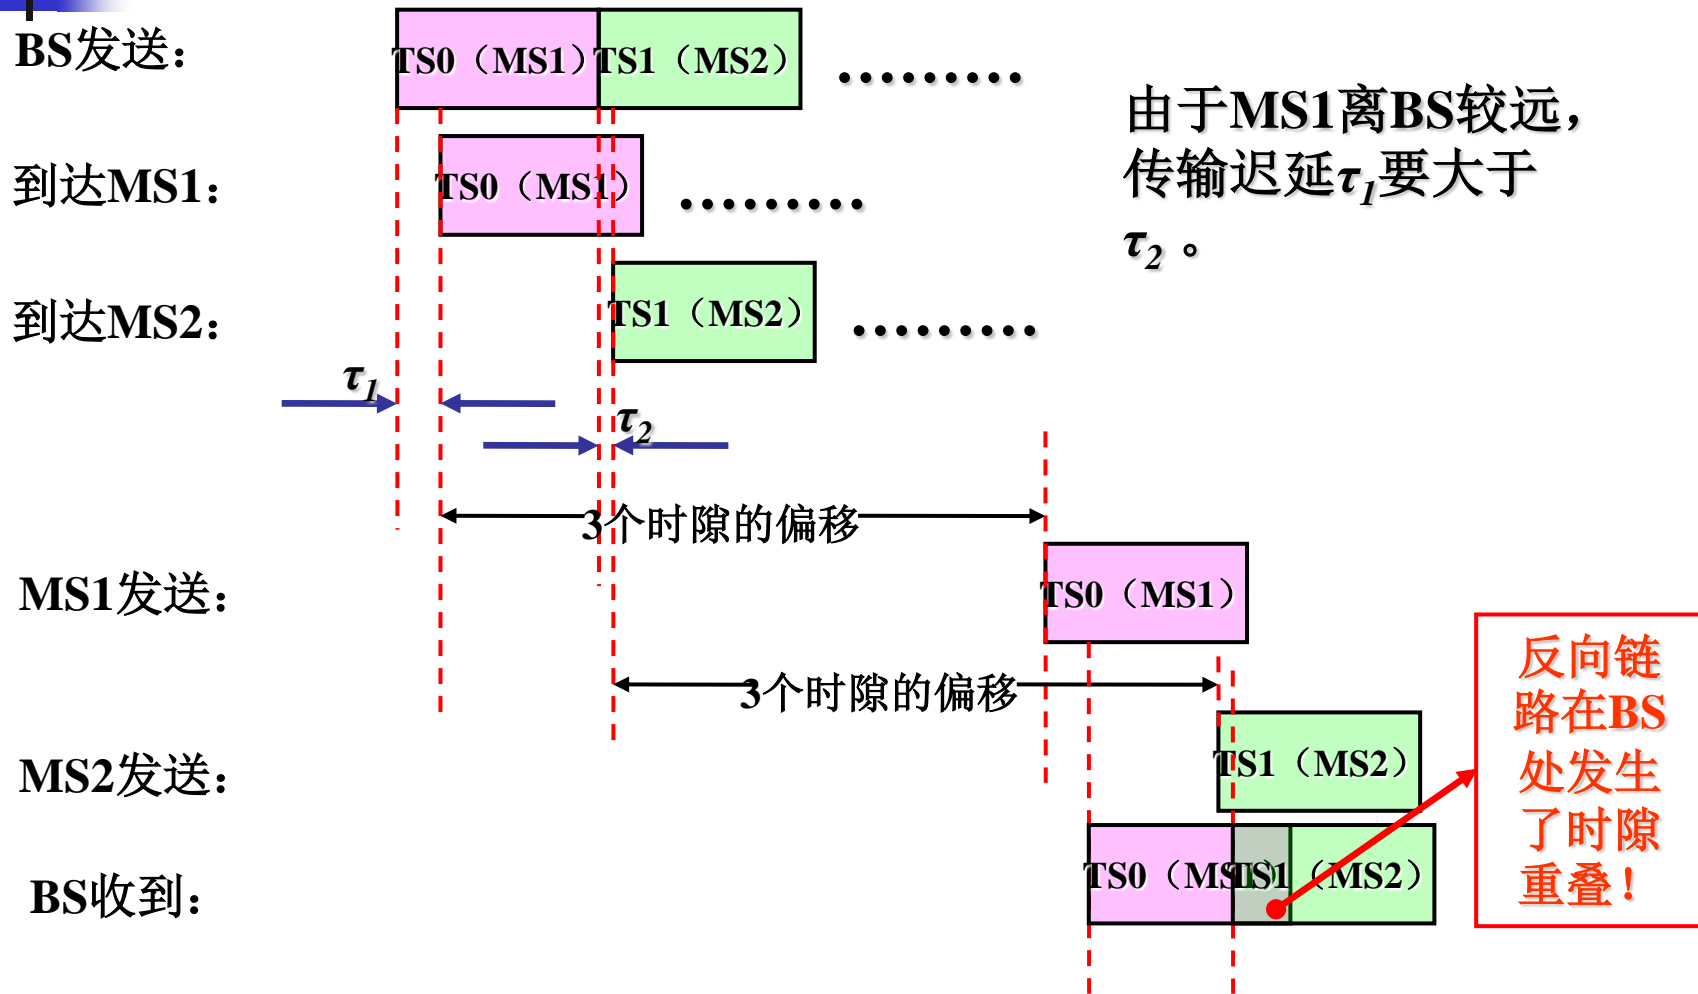 BS发送：
TS0（MS1）
TS1（MS2）
………
由于MS1离BS较远，
传输迟延τ1要大于
τ2 。
到达MS1：
TS0（MS1）
………
到达MS2：
TS1（MS2）
………
τ1
τ2
3个时隙的偏移
MS1发送：
TS0（MS1）
3个时隙的偏移
MS2发送：
TS1（MS2）
BS收到：
TS0（MS1）
TS1（MS2）
反向链
路在BS
处发生
了时隙
重叠！